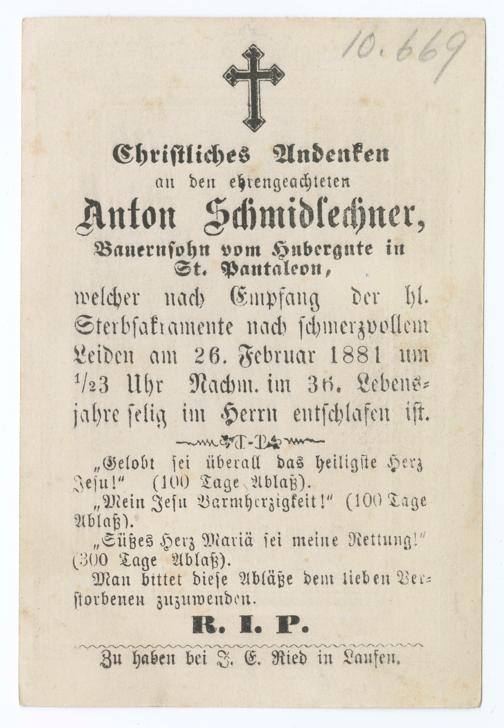 10.669
Christliches Andenken
an den ehrengeachteten
Anton Schmidlechner,
Bauernsohn vom Hubergute in
St. Pantaleon,
welcher nach Empfang der hl.
Sterbsakramente nach schmerzvollem
Leiden am 26. Februar 1881 um
1/23 Uhr Nachm. im 36. Lebens-
jahre selig im Herrn entschlafen ist.
„Gelobt sei überall das heiligste Herz
Jesu!“ (100 Tage Ablaß).
„Mein Jesu Barmherzigkeit!“ (100 Tage
Ablaß).
„Süßes Herz Mariä sei meine Rettung!“
(300 Tage Ablaß).
Man bittet diese Abläße dem lieben Ver-
storbenen zuzuwenden.
R. I. P.
Zu haben bei J. E. Ried in Laufen.